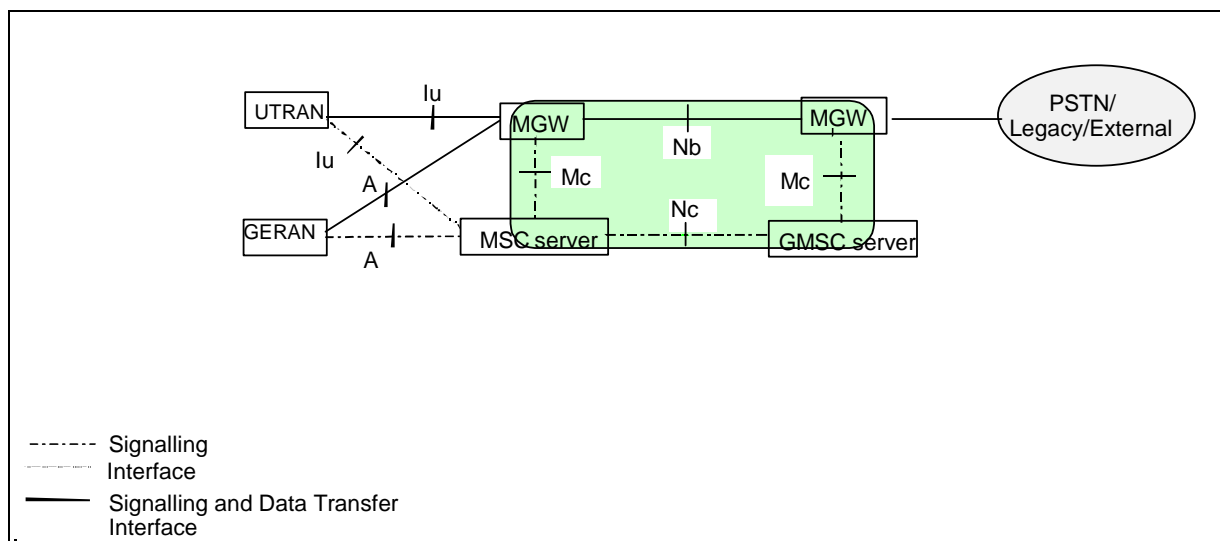 Iu
UTRAN
MGW
MGW
PSTN/
Legacy/External
Nb
Iu
Mc
Mc
A
Nc
GERAN
MSC server
GMSC server
A
Signalling
Interface
Signalling and Data Transfer
Interface